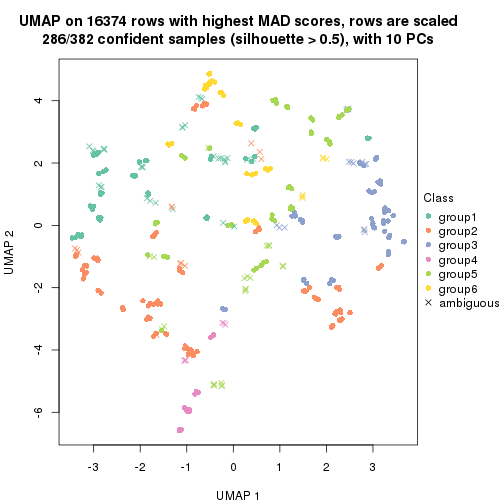 UMAP on 16374 rows with highest MAD scores, rows are scaled
286/382 confident samples (silhouette > 0.5), with 10 PCs
4
2
0
-2
-4
-6
UMAP 2
-3
-2
-1
0
1
2
3
UMAP 1
Class
group1
group2
group3
group4
group5
group6
ambiguous